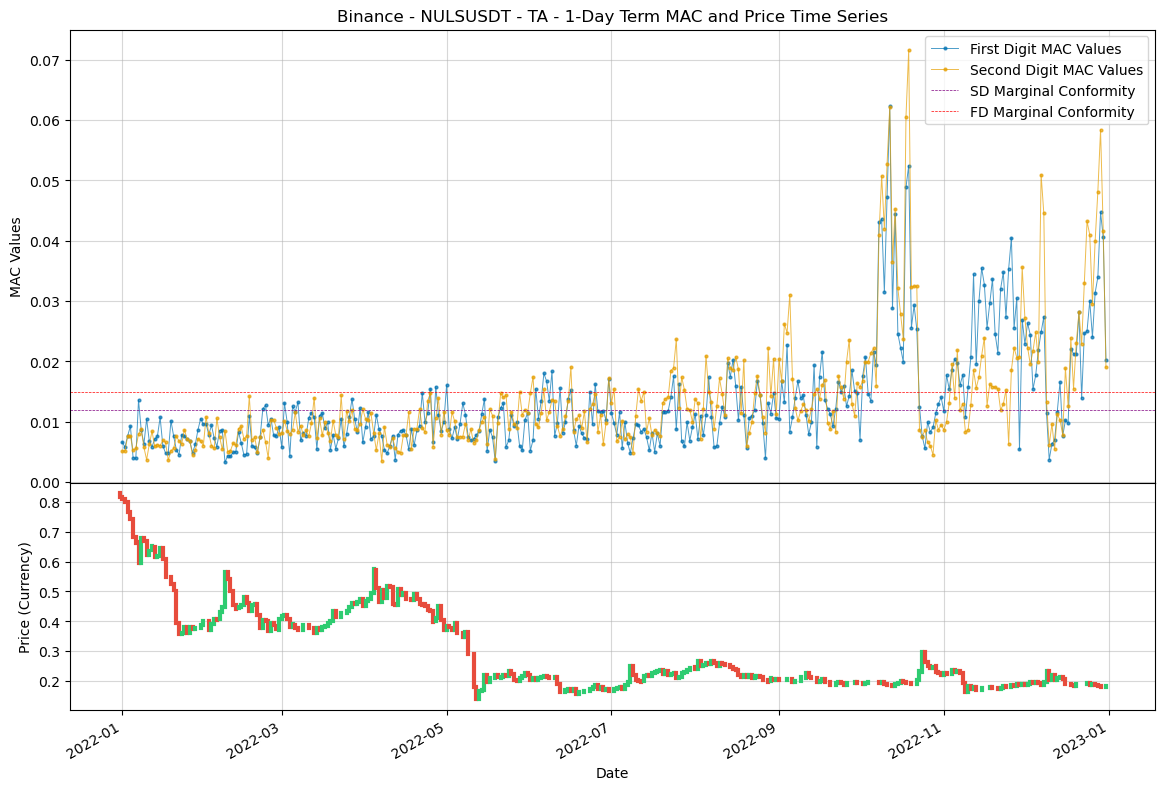 Binance - NULSUSDT - TA - 1-Day Term MAC and Price Time Series
First Digit MAC Values
Second Digit MAC Values
SD Marginal Conformity
FD Marginal Conformity
MAC Values
0.07
0.06
0.05
0.04
0.03
0.02
0.01
0.00
Price (Currency)
0.8
0.7
0.6
0.5
0.4
0.3
0.2
2022-01
2022-03
2022-05
2022-07
2022-09
2022-11
2023-01
Date